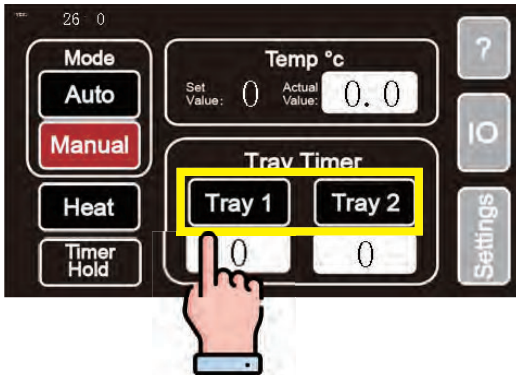 26 0
Mode
Auto
Manual
Heat
Timer
Hold
Temp °c
Set
Value: 0
Actual
Value: 0. 0
Tray Timer
Tray 1 Tray 2
0 0
?
IO
Settings